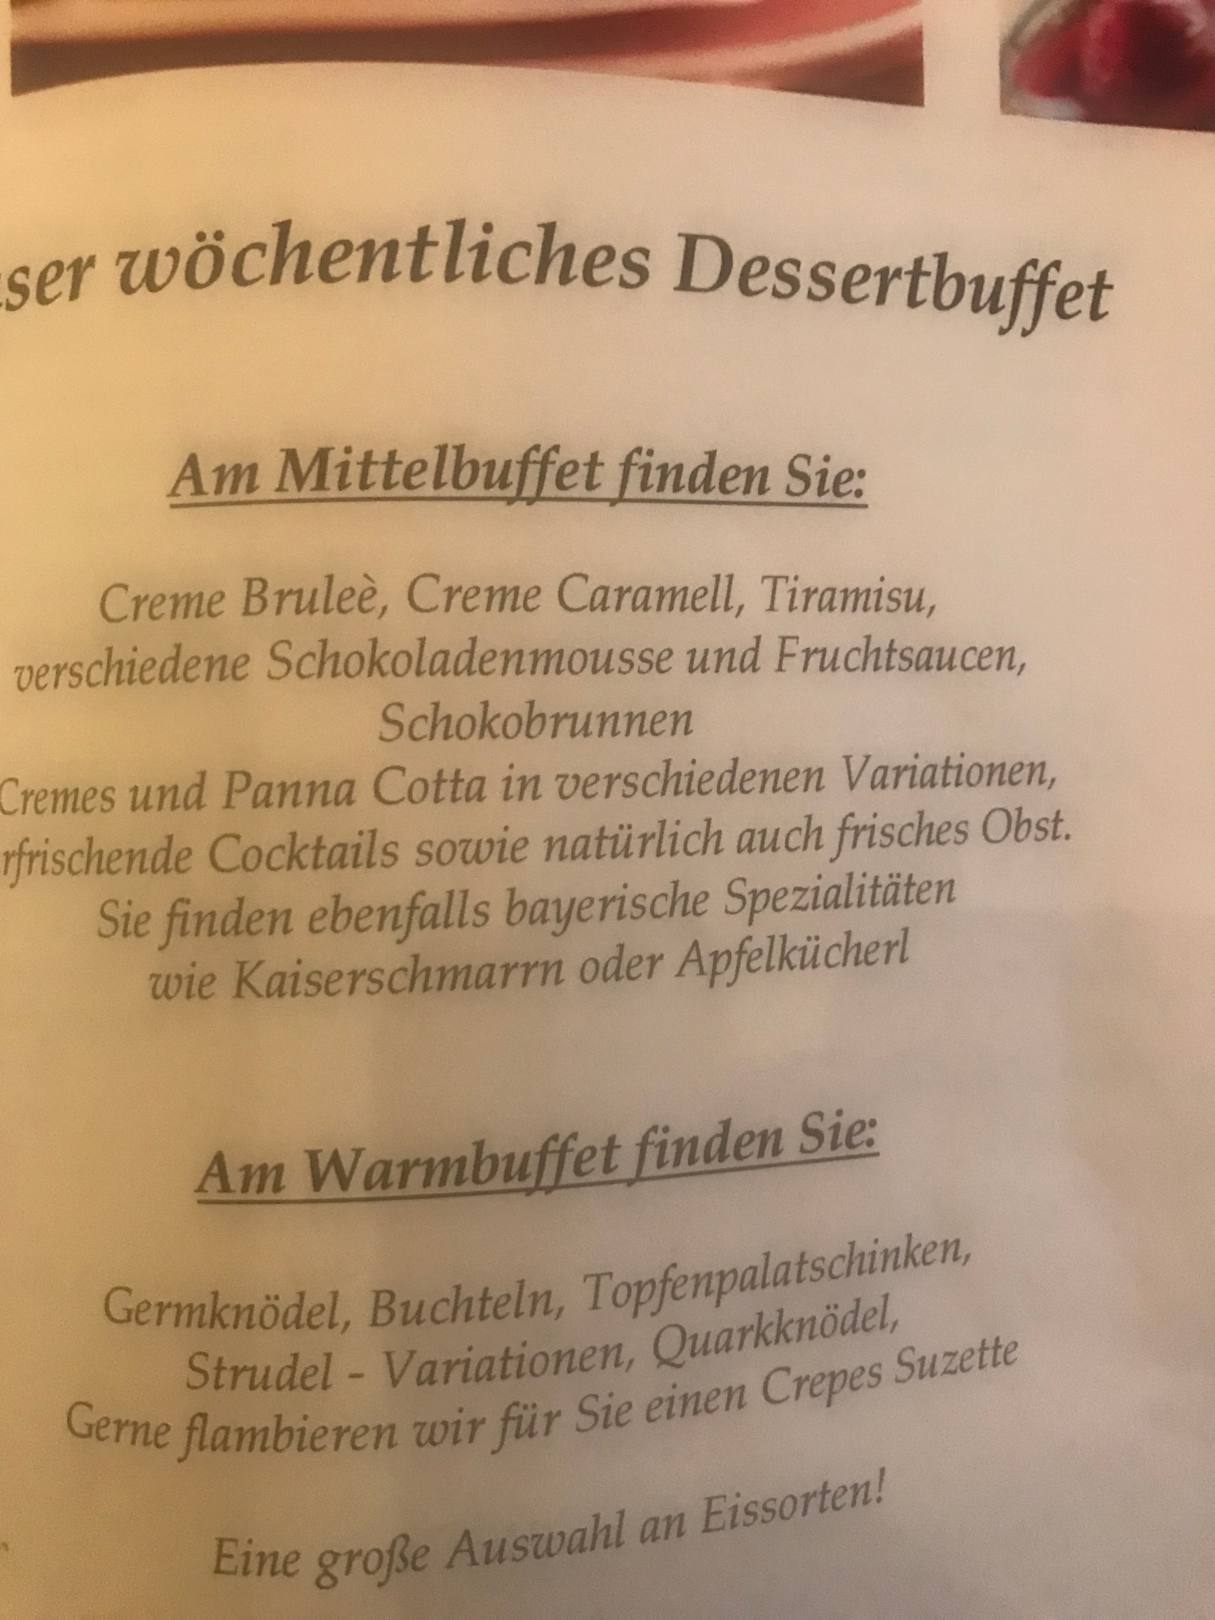 wöchentliches Dessertbuffet
Am Mittelbuffet finden Sie:
Creme Bruleè, Creme Caramell, Tiramisu,
verschiedene Schokoladenmousse und Fruchtsaucen,
Schokobrunnen
Cremes und Panna Cotta in verschiedenen Variationen,
rfrischende Cocktails sowie natürlich auch frisches Obst.
Sie finden ebenfalls bayerische Spezialitäten
wie Kaiserschmarrn oder Apfelkücherl
Am Warmbuffet finden Sie:
Germknödel, Buchteln, Topfenpalatschinken,
Strudel - Variationen, Quarkknödel,
Gerne flambieren wir für Sie einen Crepes Suzette
Eine große Auswahl an Eissorten!